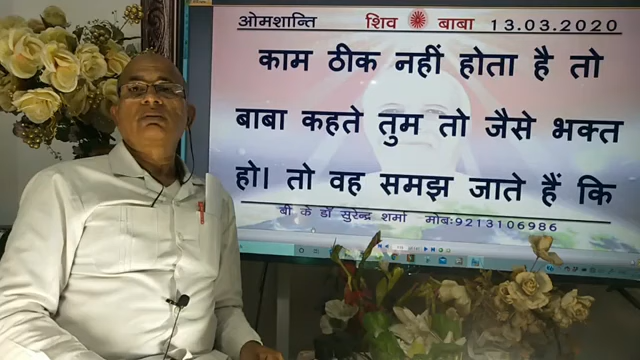 ओमशान्ति शिव बाबा 13.03.2020
काम ठीक नहीं होता है तो
बाबा कहते तुम तो जैसे भक्त
हो। तो वह समझ जाते हैं कि
बी के डॉ सुरेन्द्र शर्मा मोबः9213106986